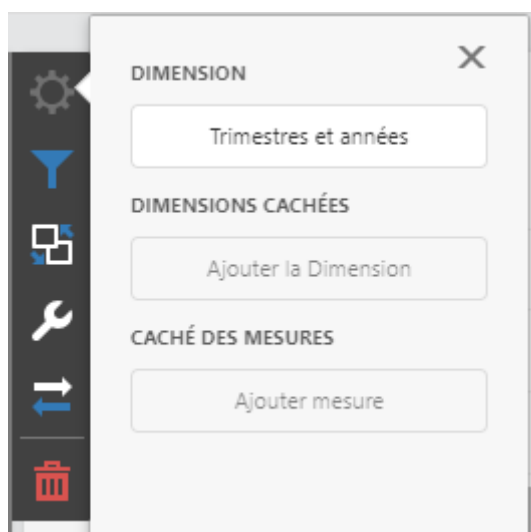 DIMENSION
Trimestres et années
DIMENSIONS CACHÉES
Ajouter la Dimension
CACHÉ DES MESURES
Ajouter mesure